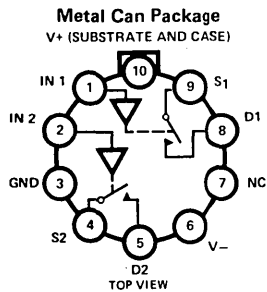 Metal Can Package
V+ (SUBSTRATE AND CASE)
10
IN 1
1
9
S1
IN 2
2
8
D1
GND
3
7
NC
S2
4
5
6
V–
D2
TOP VIEW